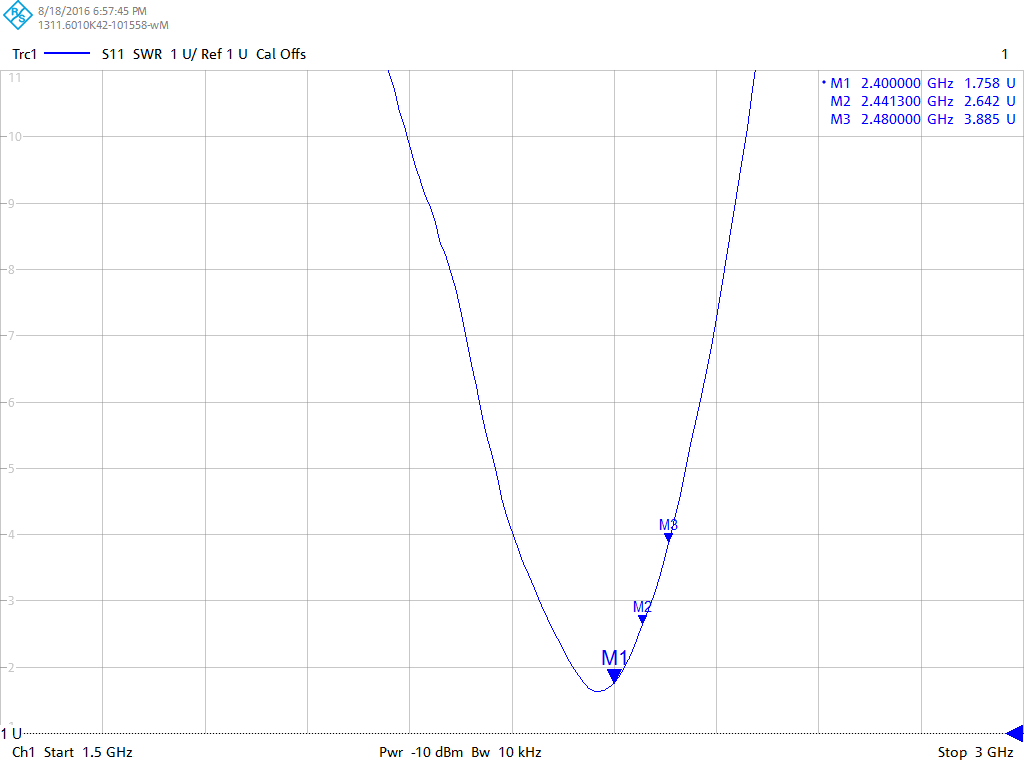 R&S
8/18/2016 6:57:45 PM
1311.6010K42-101558-wM
Trc1 S11 SWR 1 U/ Ref 1 U Cal Offs 1
11
• M1 2.400000 GHz 1.758 U
M2 2.441300 GHz 2.642 U
M3 2.480000 GHz 3.885 U
10
9
8
7
6
5
4
M3
3
M2
2
M1
1
1 U
Ch1 Start 1.5 GHz Pwr -10 dBm Bw 10 kHz Stop 3 GHz